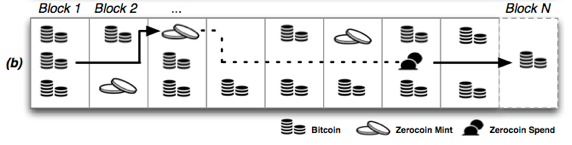 Block 1 Block 2 ... Block N
(b)
Bitcoin Zerocoin Mint Zerocoin Spend